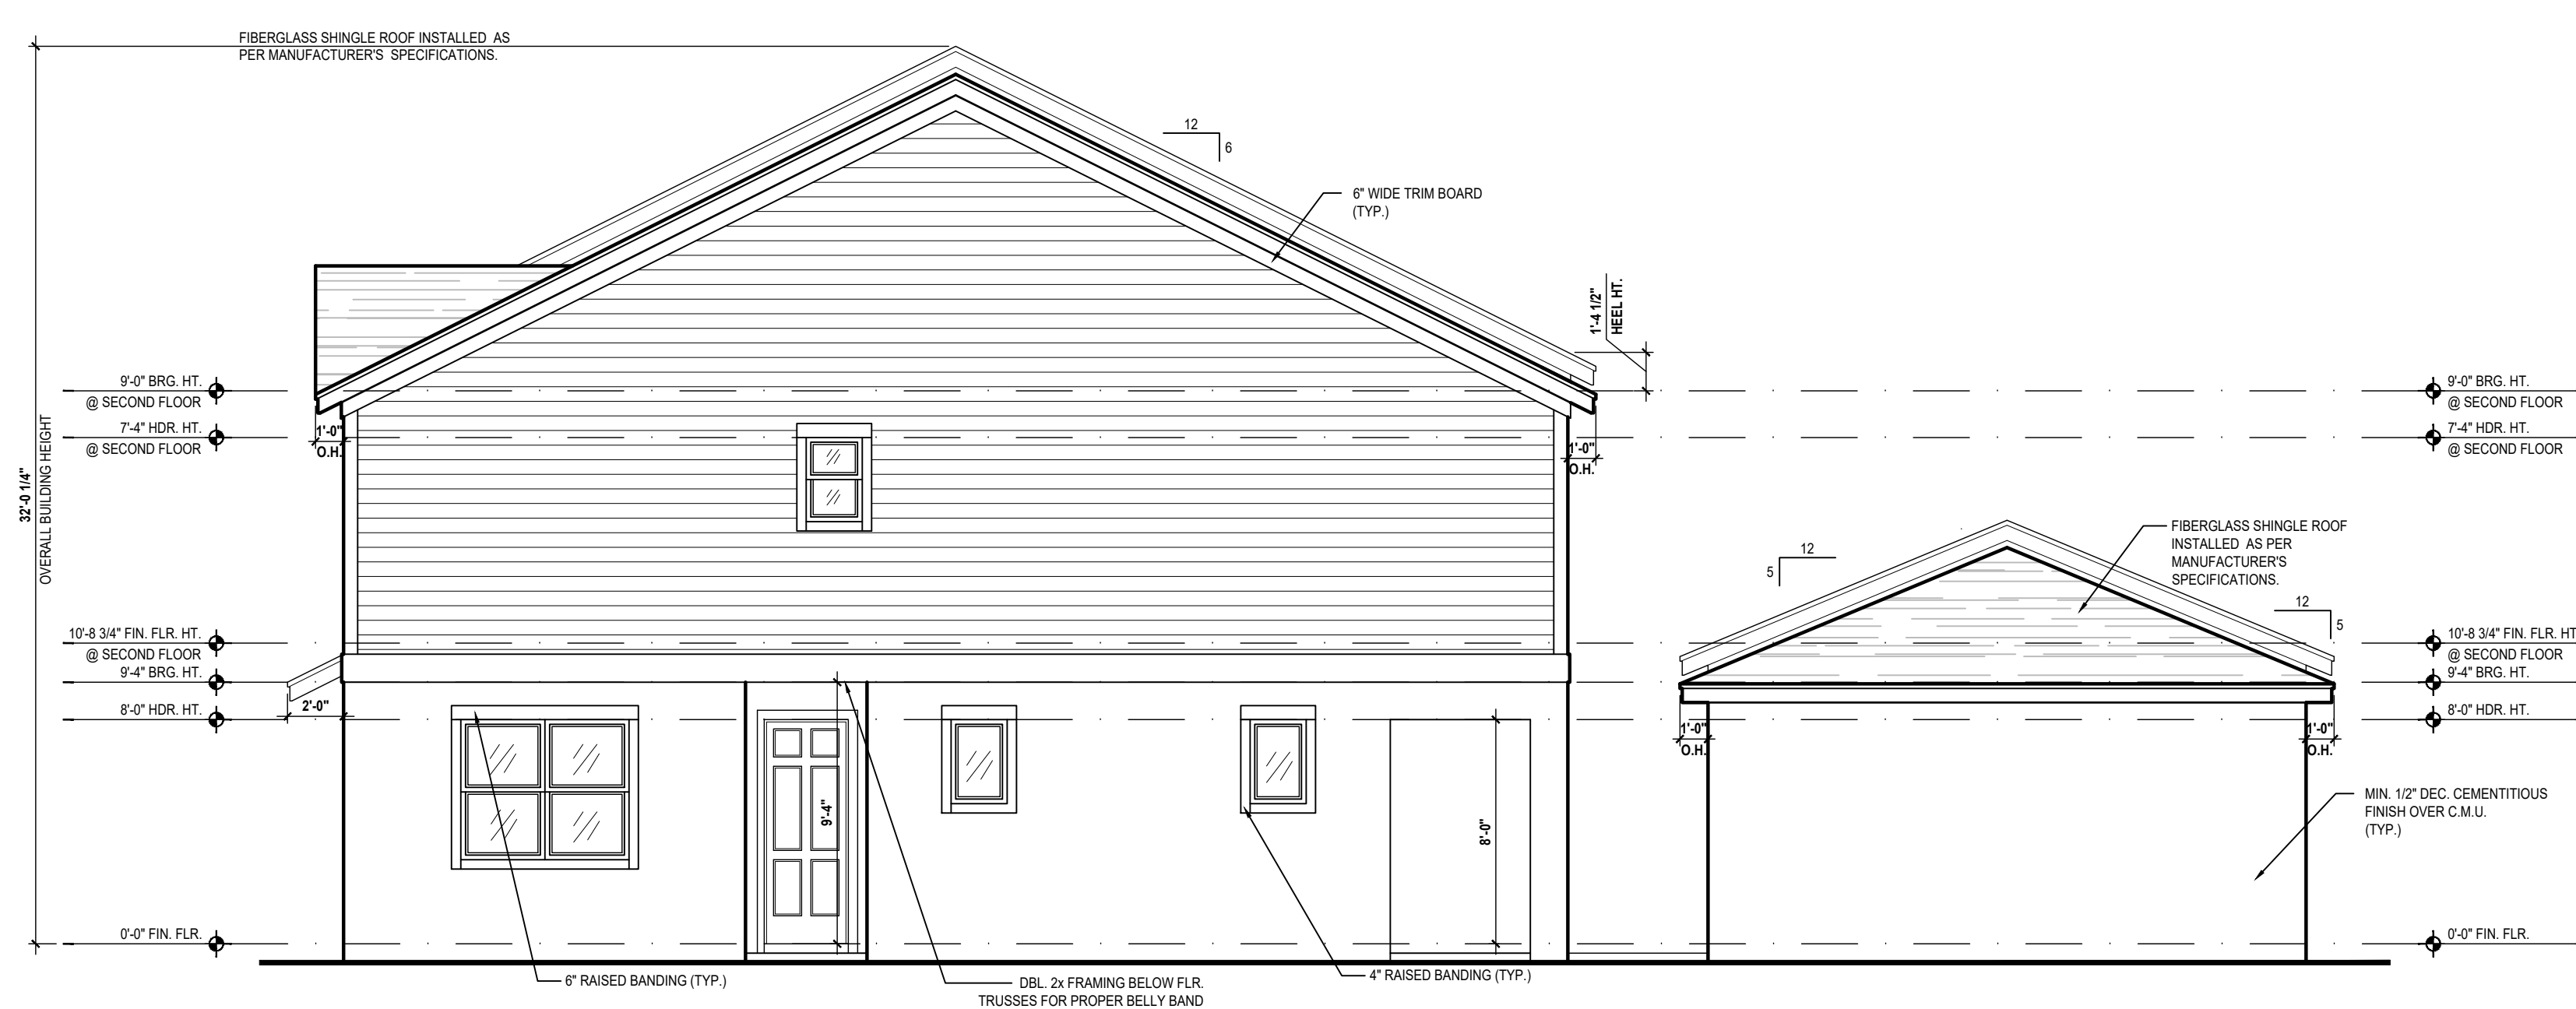 FIBERGLASS SHINGLE ROOF INSTALLED AS
PER MANUFACTURER'S SPECIFICATIONS.
12
6
6" WIDE TRIM BOARD
(TYP.)
1'-4 1/2"
HEEL HT.
9'-0" BRG. HT.
@ SECOND FLOOR
7'-4" HDR. HT.
@ SECOND FLOOR
1'-0"
O.H.
1'-0"
O.H.
9'-0" BRG. HT.
@ SECOND FLOOR
7'-4" HDR. HT.
@ SECOND FLOOR
32'-0 1/4"
OVERALL BUILDING HEIGHT
12
5
FIBERGLASS SHINGLE ROOF
INSTALLED AS PER
MANUFACTURER'S
SPECIFICATIONS.
12
5
10'-8 3/4" FIN. FLR. HT.
@ SECOND FLOOR
9'-4" BRG. HT.
8'-0" HDR. HT.
2'-0"
10'-8 3/4" FIN. FLR. HT
@ SECOND FLOOR
9'-4" BRG. HT.
8'-0" HDR. HT.
1'-0"
O.H.
1'-0"
O.H.
9'-4"
8'-0"
MIN. 1/2" DEC. CEMENTITIOUS
FINISH OVER C.M.U.
(TYP.)
0'-0" FIN. FLR.
0'-0" FIN. FLR.
6" RAISED BANDING (TYP.)
DBL. 2x FRAMING BELOW FLR.
TRUSSES FOR PROPER BELLY BAND
4" RAISED BANDING (TYP.)